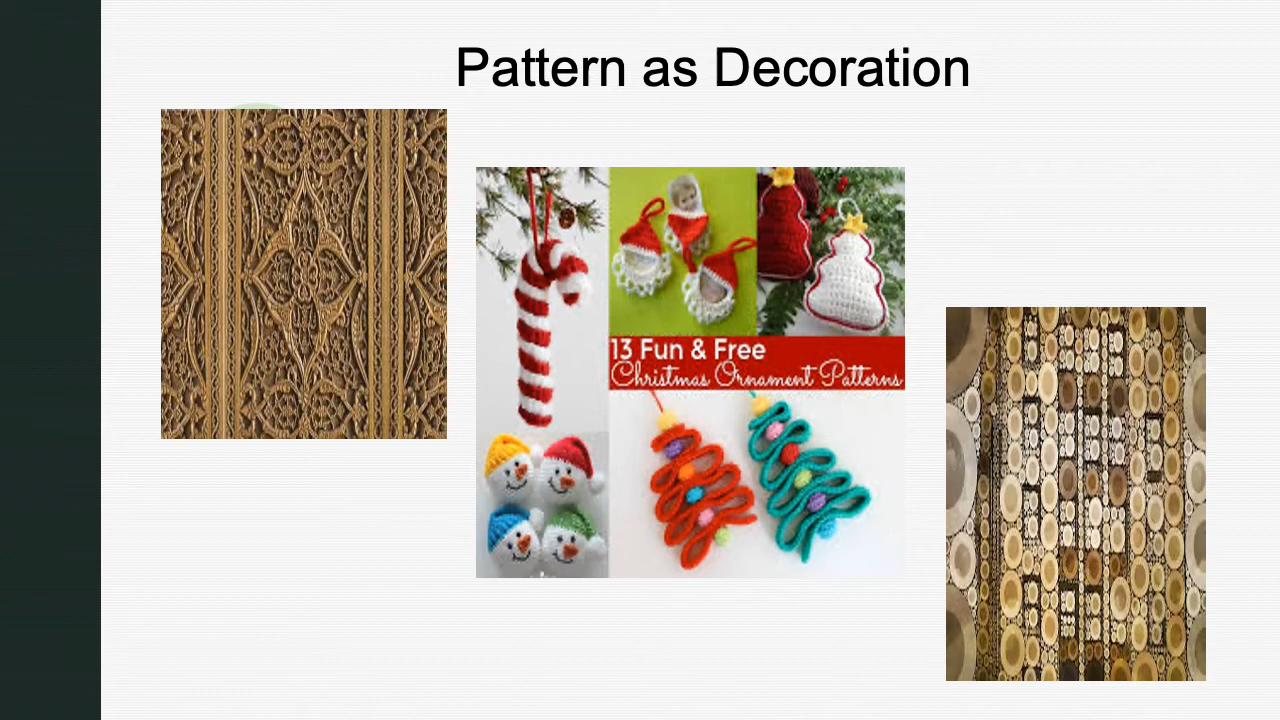 Pattern as Decoration
13 Fun & Free
Christmas Ornament Patterns